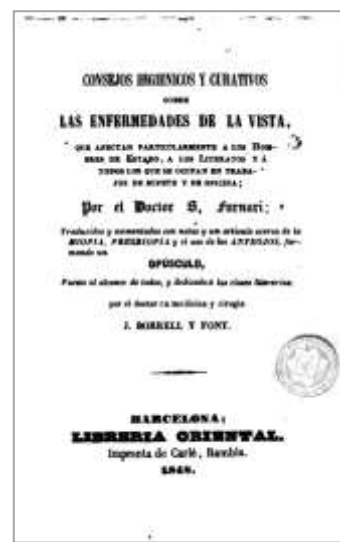 CONSEJOS HIGIENICOS Y CURATIVOS
SOBRE
LAS ENFERMEDADES DE LA VISTA,
QUE AFECTAN PARTICULARMENTE A LOS HOM-
BRES DE ESTADO, A LOS LITERATOS Y Á
TODOS LOS QUE SE OCUPAN EN TRABA-
JOS DE BUFETE Y DE OFICINA;
Por el Doctor S. Furnari;
Traducidos y aumentados con notas y un artículo acerca de la
MIOPIA, PRESBIOPIA y el uso de los ANTEOJOS, for-
mando un
OPÚSCULO,
Puesto al alcance de todos, y dedicado á las clases literarias
por el doctor en medicina y cirugía
J. BORRELL Y FONT.
BARCELONA:
LIBRERIA ORIENTAL.
Imprenta de Carlé, Rambla.